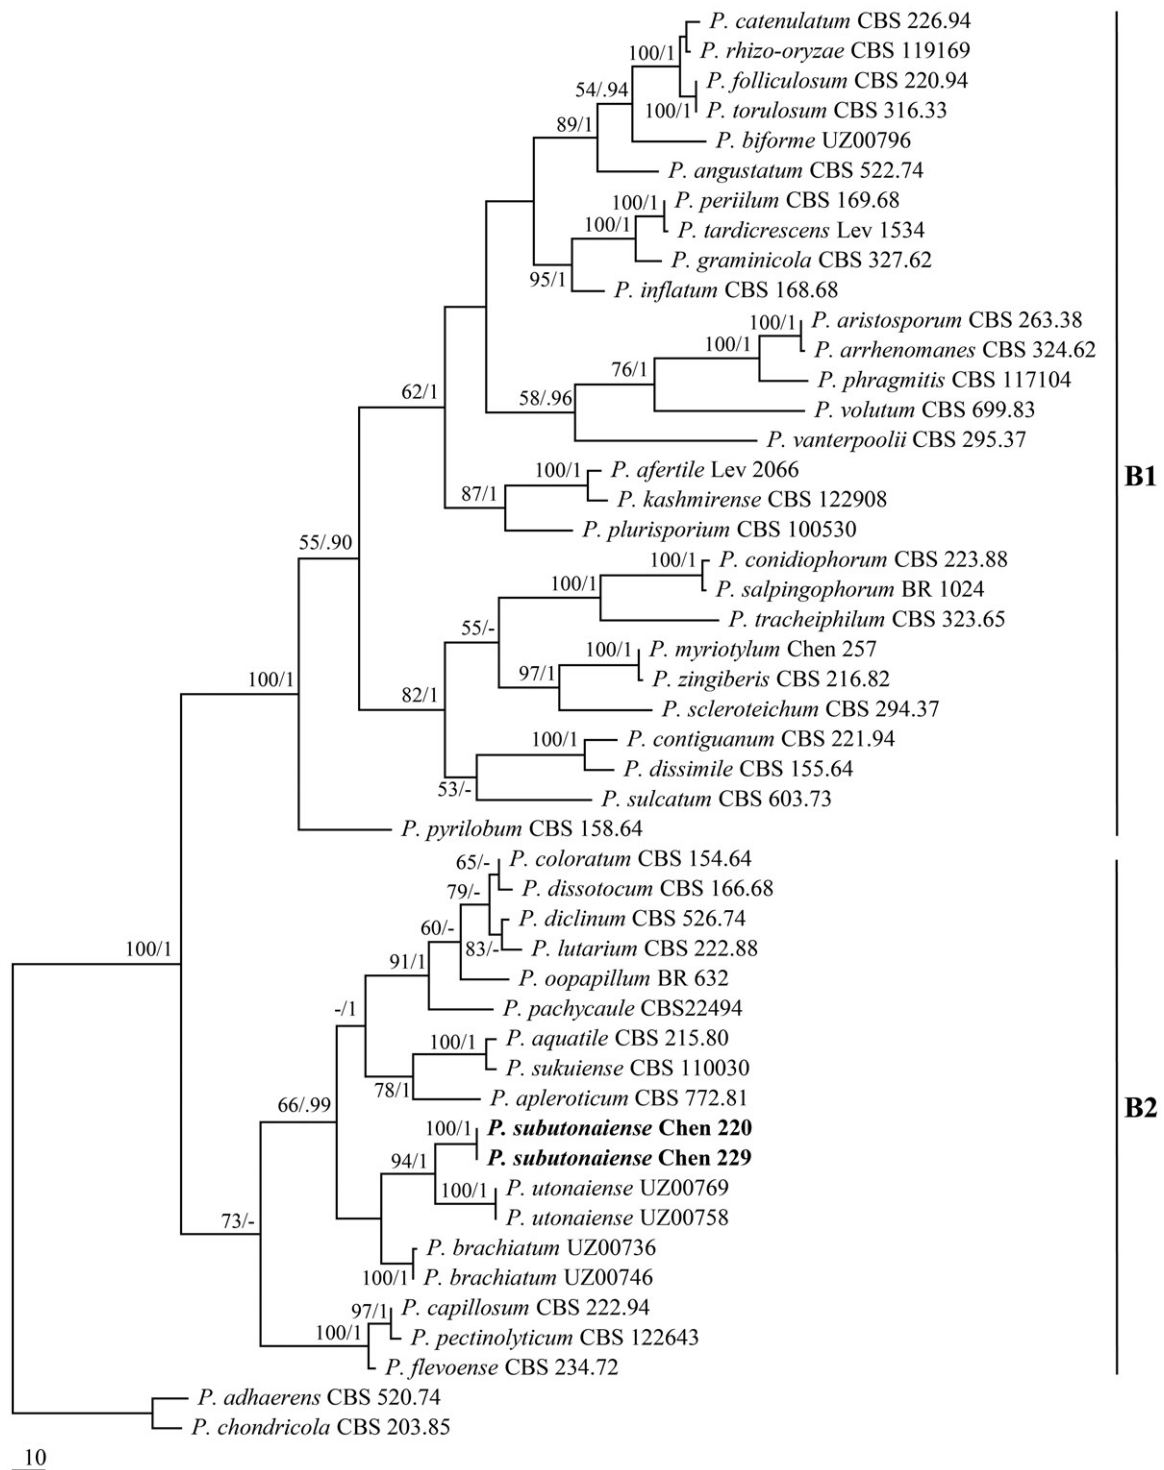 P. catenulatum CBS 226.94
100/1 P. rhizo-oryzae CBS 119169
54/.94 P. folliculosum CBS 220.94
100/1 P. torulosum CBS 316.33
89/1
P. biforme UZ00796
P. angustatum CBS 522.74
100/1 P. periilum CBS 169.68
100/1 P. tardicrescens Lev 1534
P. graminicola CBS 327.62
95/1 P. inflatum CBS 168.68
100/1 P. aristosporum CBS 263.38
100/1 P. arrhenomanes CBS 324.62
76/1 P. phragmitis CBS 117104
62/1 58/.96 P. volutum CBS 699.83
P. vanterpoolii CBS 295.37
100/1 P. afertile Lev 2066
B1
87/1 P. kashmirense CBS 122908
P. plurisporium CBS 100530
55/.90
100/1 P. conidiophorum CBS 223.88
100/1 P. salpingophorum BR 1024
P. tracheiphilum CBS 323.65
55/-
100/1 P. myriotylum Chen 257
97/1 P. zingiberis CBS 216.82
100/1 82/1
P. scleroteichum CBS 294.37
100/1 P. contiguanum CBS 221.94
P. dissimile CBS 155.64
53/- P. sulcatum CBS 603.73
P. pyrilobum CBS 158.64
65/- P. coloratum CBS 154.64
79/- P. dissotocum CBS 166.68
60/- P. diclinum CBS 526.74
100/1 83/- P. lutarium CBS 222.88
91/1 P. oopapillum BR 632
-/1 P. pachycaule CBS22494
100/1 P. aquatile CBS 215.80
P. sukuiense CBS 110030
78/1 P. apleroticum CBS 772.81
66/.99
B2
100/1 P. subutonaiense Chen 220
94/1 P. subutonaiense Chen 229
100/1 P. utonaiense UZ00769
73/- P. utonaiense UZ00758
P. brachiatum UZ00736
100/1 P. brachiatum UZ00746
97/1 P. capillosum CBS 222.94
100/1 P. pectinolyticum CBS 122643
P. flevoense CBS 234.72
P. adhaerens CBS 520.74
P. chondricola CBS 203.85
10